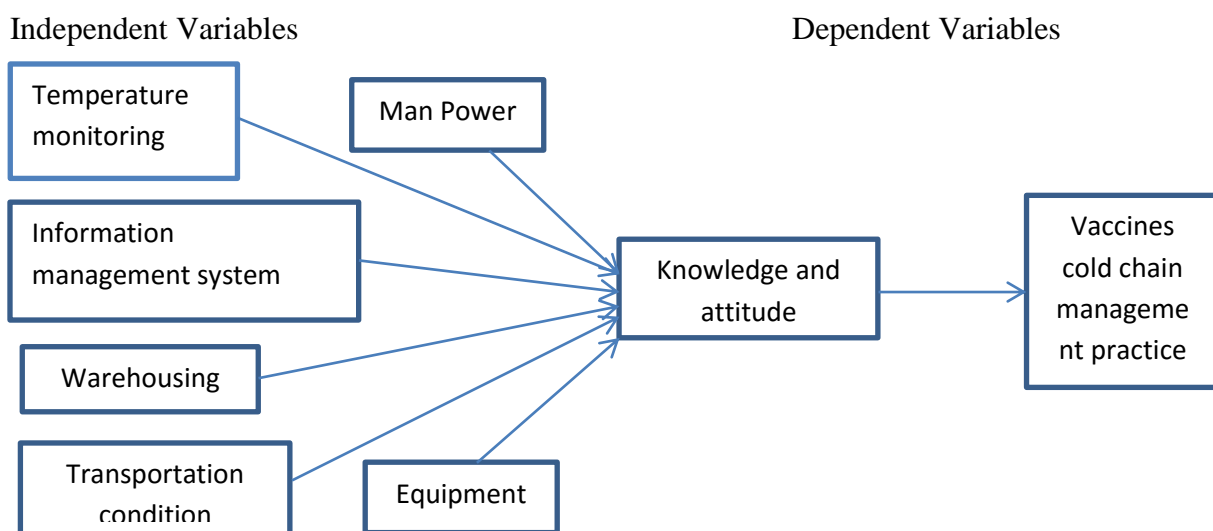 Independent Variables
Dependent Variables
Temperature
monitoring
Man Power
Information
management system
Knowledge and
attitude
Vaccines
cold chain
manageme
nt practice
Warehousing
Transportation
condition
Equipment